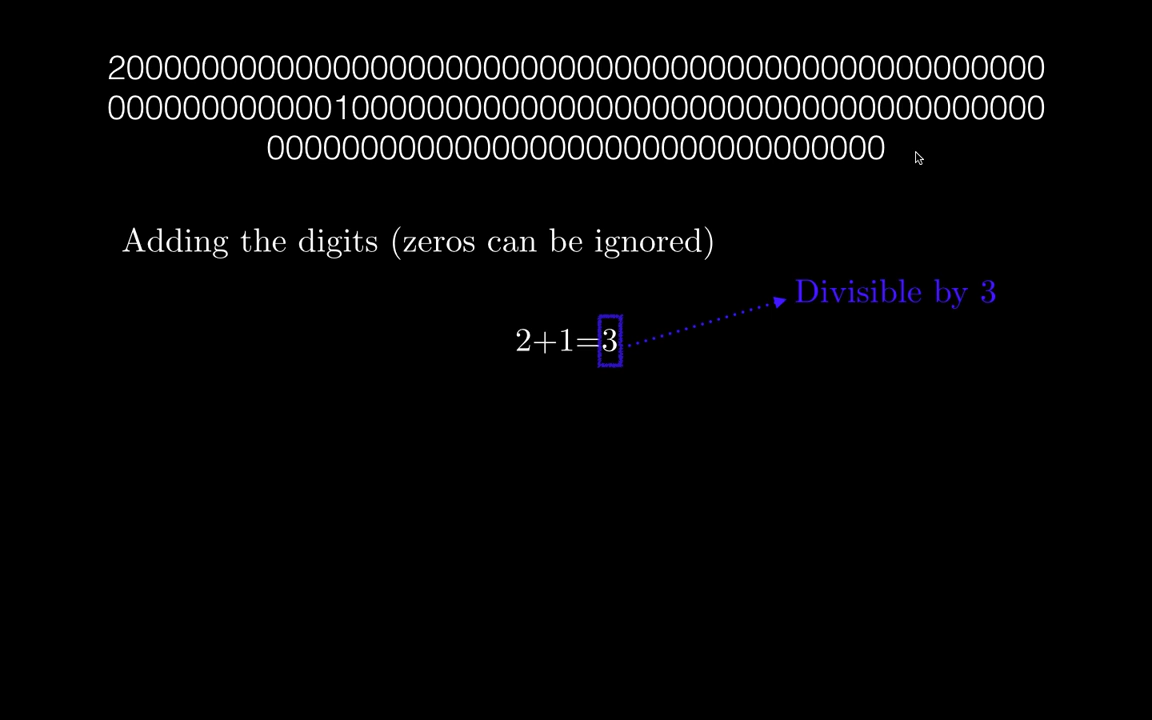 20000000000000000000000000000000000000000000000000
00000000000010000000000000000000000000000000000000
000000000000000000000000000000000
Adding the digits (zeros can be ignored)
Divisible by 3
2+1=3